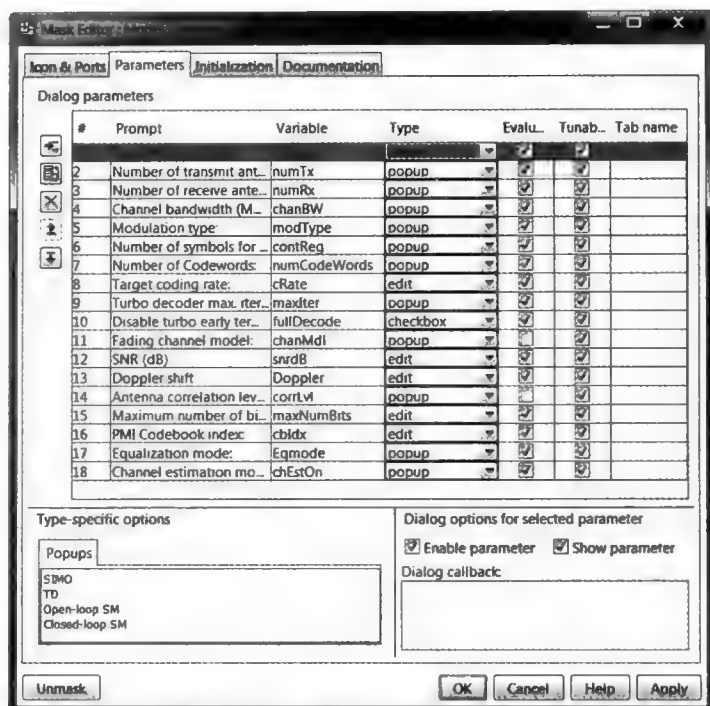 Mask Editor
Icon & Ports Parameters Initialization Documentation
Dialog parameters
# Prompt Variable Type Evalu... Tunab... Tab name
2 Number of transmit ant... numTx popup
3 Number of receive ante... numRx popup
4 Channel bandwidth (M... chanBW popup
5 Modulation type: modType popup
6 Number of symbols for ... contReg popup
7 Number of Codewords: numCodeWords popup
8 Target coding rate: cRate edit
9 Turbo decoder max. iter... maxIter popup
10 Disable turbo early ter... fullDecode checkbox
11 Fading channel model: chanMdl popup
12 SNR (dB) snrdB edit
13 Doppler shift Doppler edit
14 Antenna correlation lev... corrLvl popup
15 Maximum number of bi... maxNumBits edit
16 PMI Codebook index: cbIdx edit
17 Equalization mode: Eqmode popup
18 Channel estimation mo... chEstOn popup
Type-specific options Dialog options for selected parameter
Popups Enable parameter Show parameter
SIMO Dialog callback:
TD
Open-loop SM
Closed-loop SM
Unmask OK Cancel Help Apply